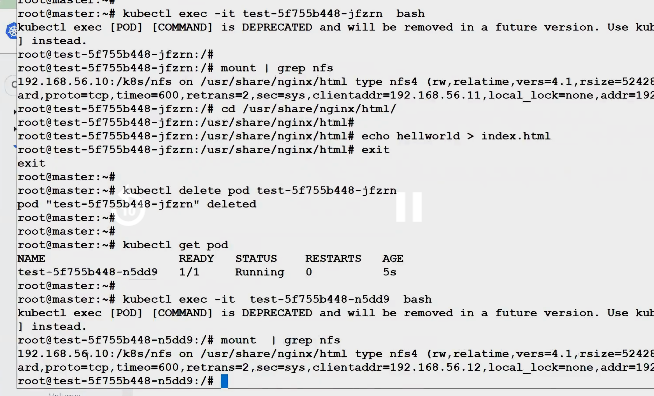 root@master:~#
root@master:~# kubectl exec -it test-5f755b448-jfzrn  bash
kubectl exec [POD] [COMMAND] is DEPRECATED and will be removed in a future version. Use kub
] instead.
root@test-5f755b448-jfzrn:/#
root@test-5f755b448-jfzrn:/# mount | grep nfs
192.168.56.10:/k8s/nfs on /usr/share/nginx/html type nfs4 (rw,relatime,vers=4.1,rsize=52428
ard,proto=tcp,timeo=600,retrans=2,sec=sys,clientaddr=192.168.56.11,local_lock=none,addr=192
root@test-5f755b448-jfzrn:/# cd /usr/share/nginx/html/
root@test-5f755b448-jfzrn:/usr/share/nginx/html#
root@test-5f755b448-jfzrn:/usr/share/nginx/html# echo hellworld > index.html
root@test-5f755b448-jfzrn:/usr/share/nginx/html# exit
exit
root@master:~#
root@master:~# kubectl delete pod test-5f755b448-jfzrn
pod "test-5f755b448-jfzrn" deleted
root@master:~#
root@master:~#
root@master:~# kubectl get pod
NAME                   READY   STATUS    RESTARTS   AGE
test-5f755b448-n5dd9   1/1     Running   0          5s
root@master:~#
root@master:~# kubectl exec -it  test-5f755b448-n5dd9  bash
kubectl exec [POD] [COMMAND] is DEPRECATED and will be removed in a future version. Use kub
] instead.
root@test-5f755b448-n5dd9:/# mount  | grep nfs
192.168.56.10:/k8s/nfs on /usr/share/nginx/html type nfs4 (rw,relatime,vers=4.1,rsize=52428
ard,proto=tcp,timeo=600,retrans=2,sec=sys,clientaddr=192.168.56.12,local_lock=none,addr=192
root@test-5f755b448-n5dd9:/#